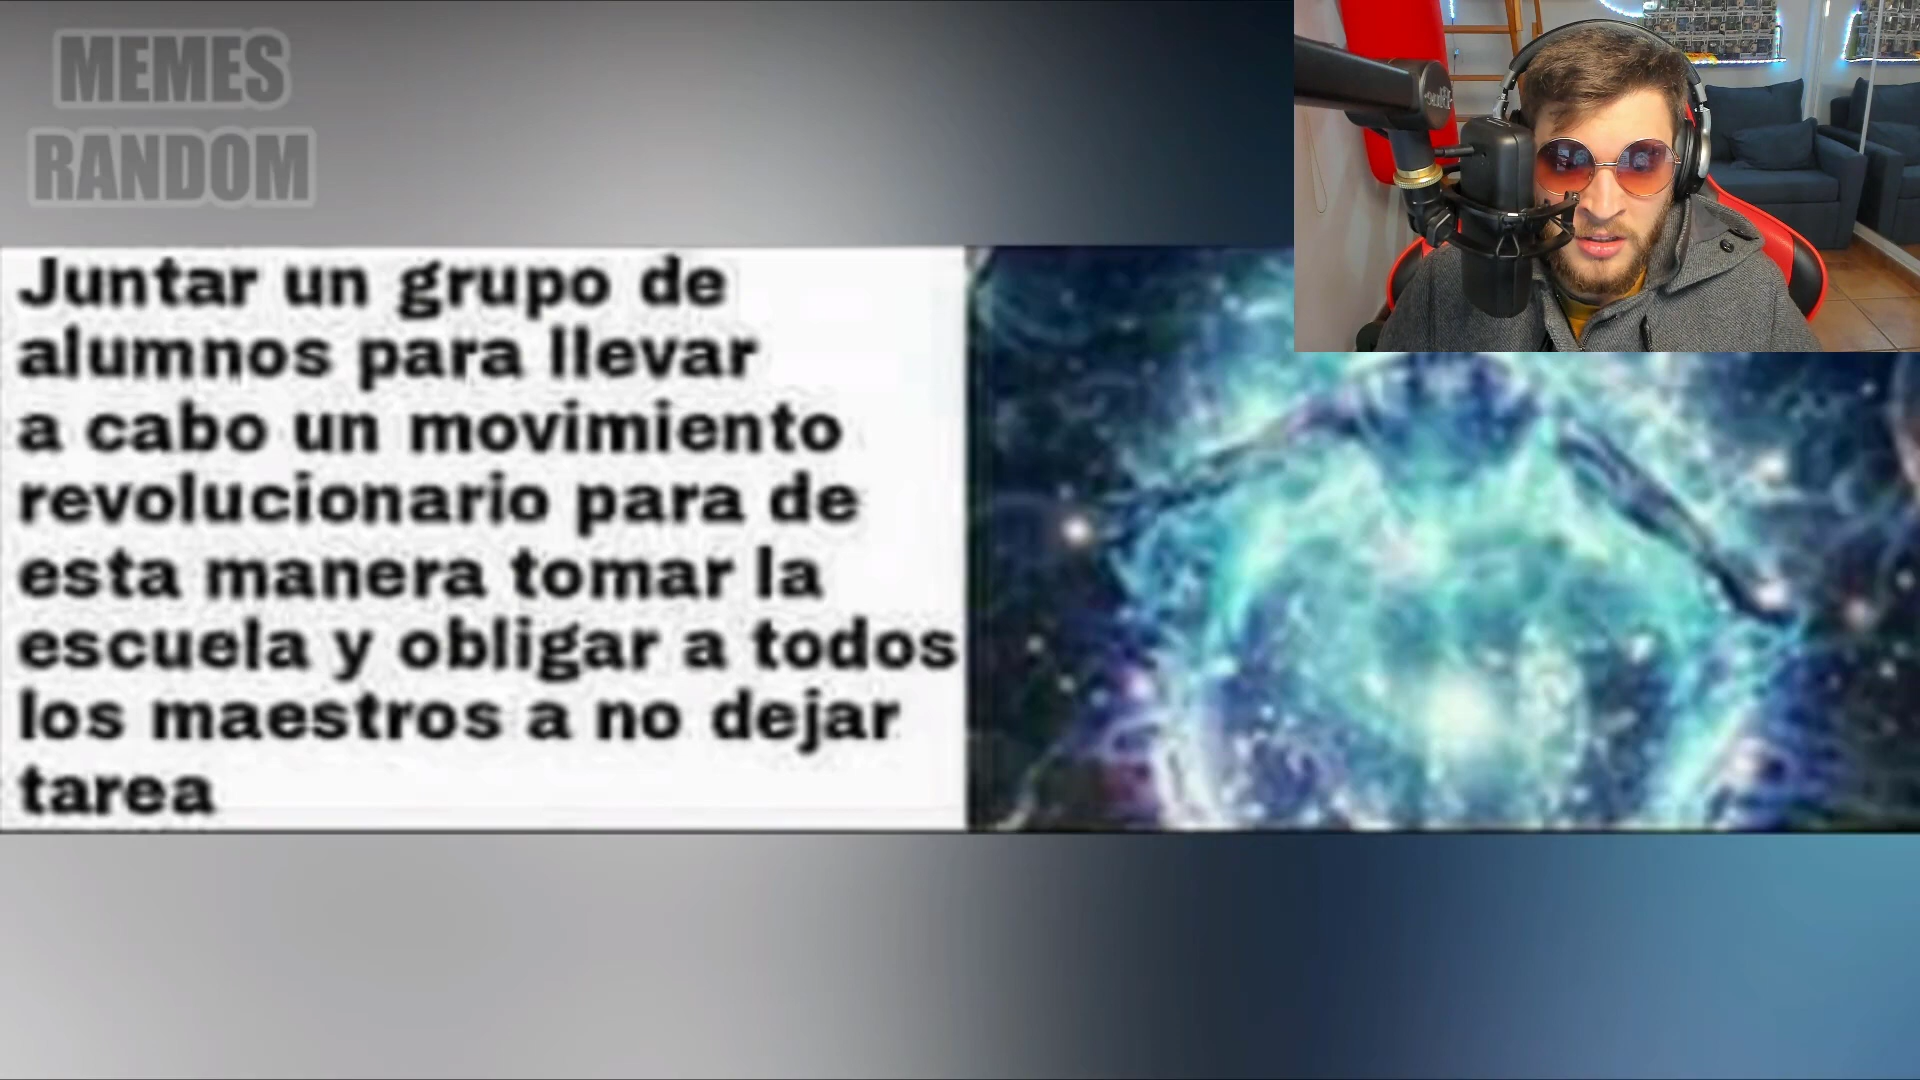 MEMES
RANDOM
Juntar un grupo de
alumnos para llevar
a cabo un movimiento
revolucionario para de
esta manera tomar la
escuela y obligar a todos
los maestros a no dejar
tarea